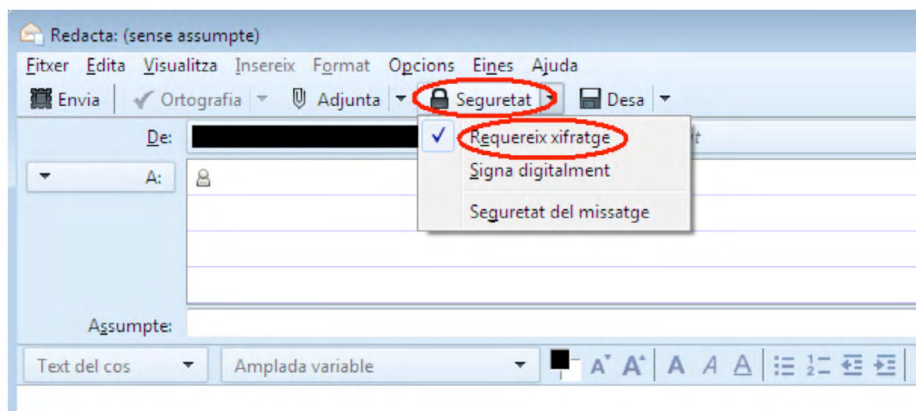 Redacta: (sense assumpte)
Fitxer Edita Visualitza Insereix Format Opcions Eines Ajuda
Envia Ortografia Adjunta Seguretat Desa
De:
Requereix xifratge
Signa digitalment
Seguretat del missatge
A:
Assumpte:
Text del cos Amplada variable